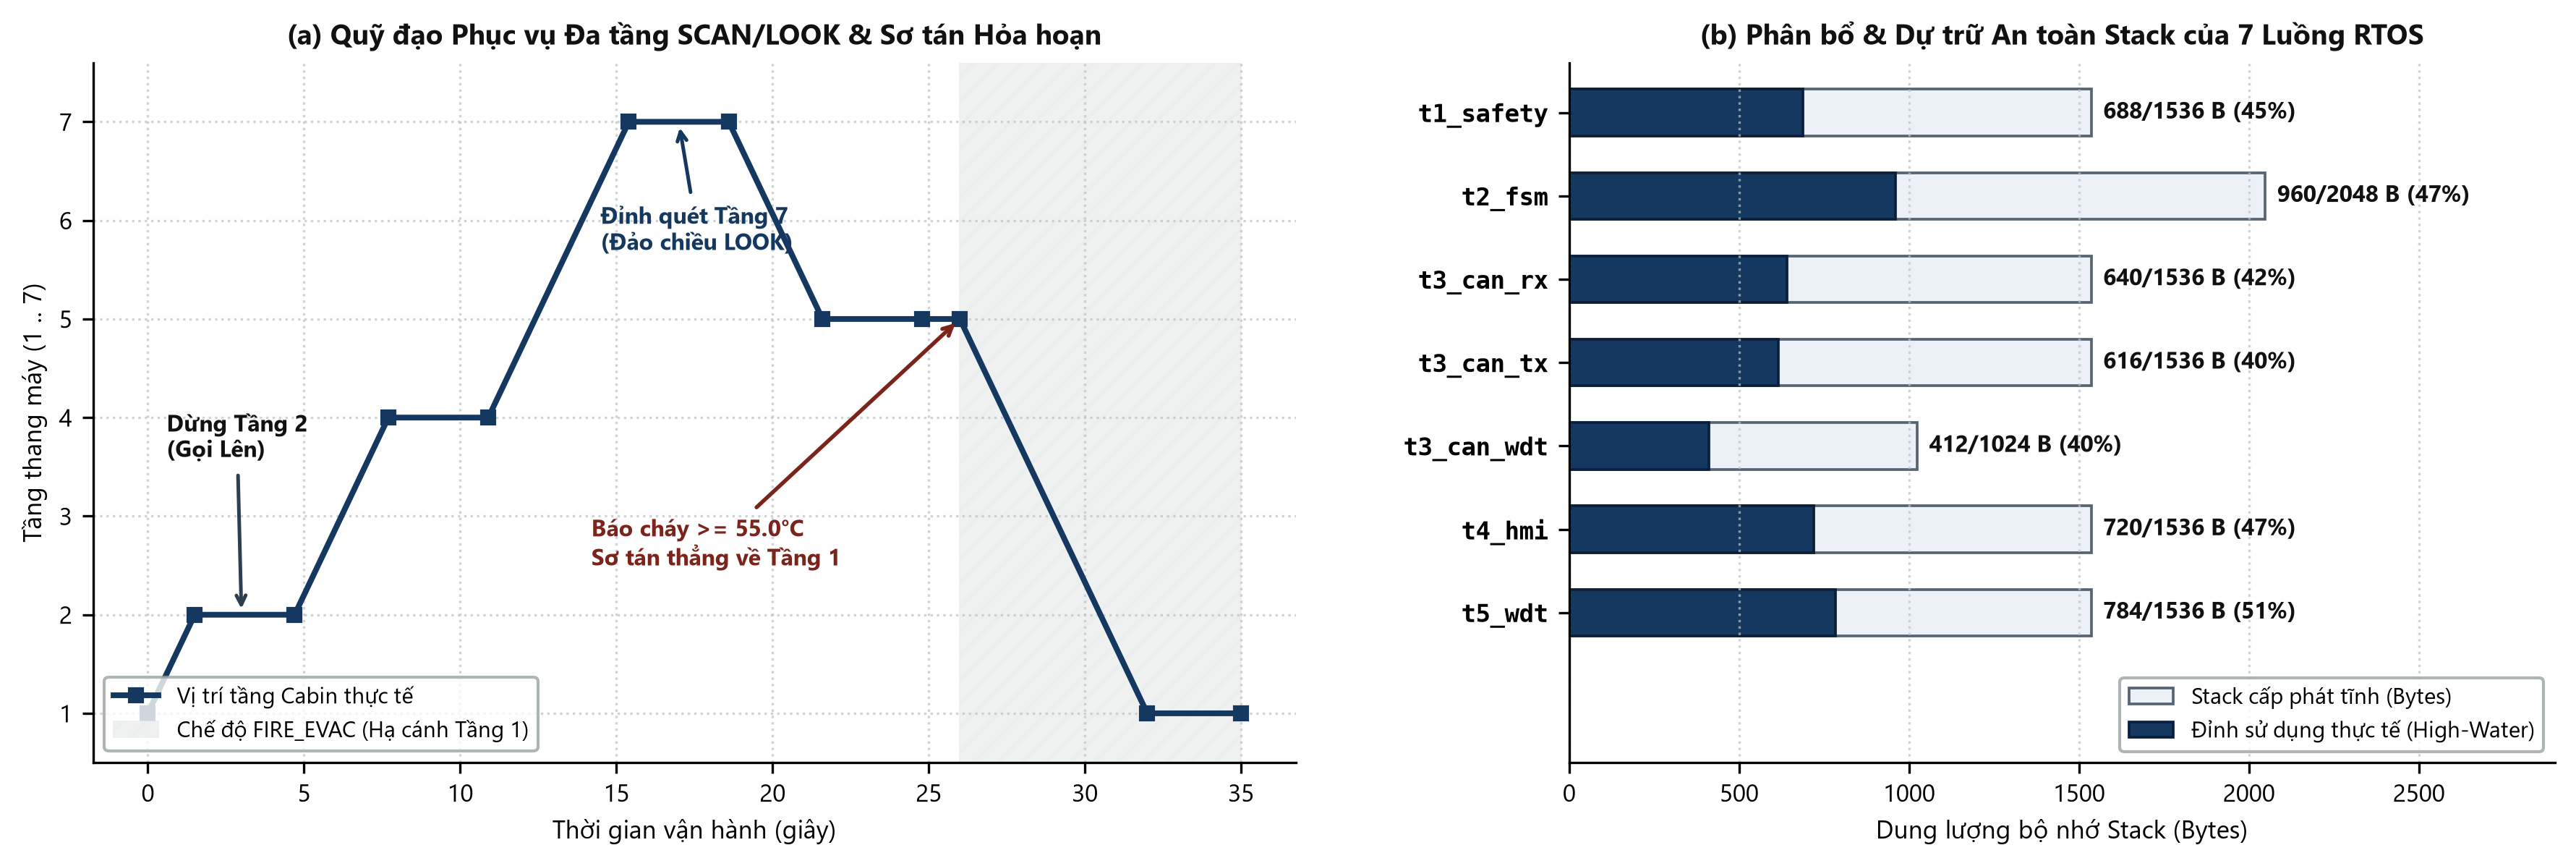 (a) Quỹ đạo Phục vụ Đa tầng SCAN/LOOK & Sơ tán Hỏa hoạn
Tầng thang máy (1 .. 7)
7
6
5
4
3
2
1
Đỉnh quét Tầng 7
(Đảo chiều LOOK)
Dừng Tầng 2
(Gọi Lên)
Báo cháy >= 55.0°C
Sơ tán thẳng về Tầng 1
Vị trí tầng Cabin thực tế
Chế độ FIRE_EVAC (Hạ cánh Tầng 1)
0 5 10 15 20 25 30 35
Thời gian vận hành (giây)
(b) Phân bổ & Dự trữ An toàn Stack của 7 Luồng RTOS
t1_safety 688/1536 B (45%)
t2_fsm 960/2048 B (47%)
t3_can_rx 640/1536 B (42%)
t3_can_tx 616/1536 B (40%)
t3_can_wdt 412/1024 B (40%)
t4_hmi 720/1536 B (47%)
t5_wdt 784/1536 B (51%)
Stack cấp phát tĩnh (Bytes)
Đỉnh sử dụng thực tế (High-Water)
0 500 1000 1500 2000 2500
Dung lượng bộ nhớ Stack (Bytes)